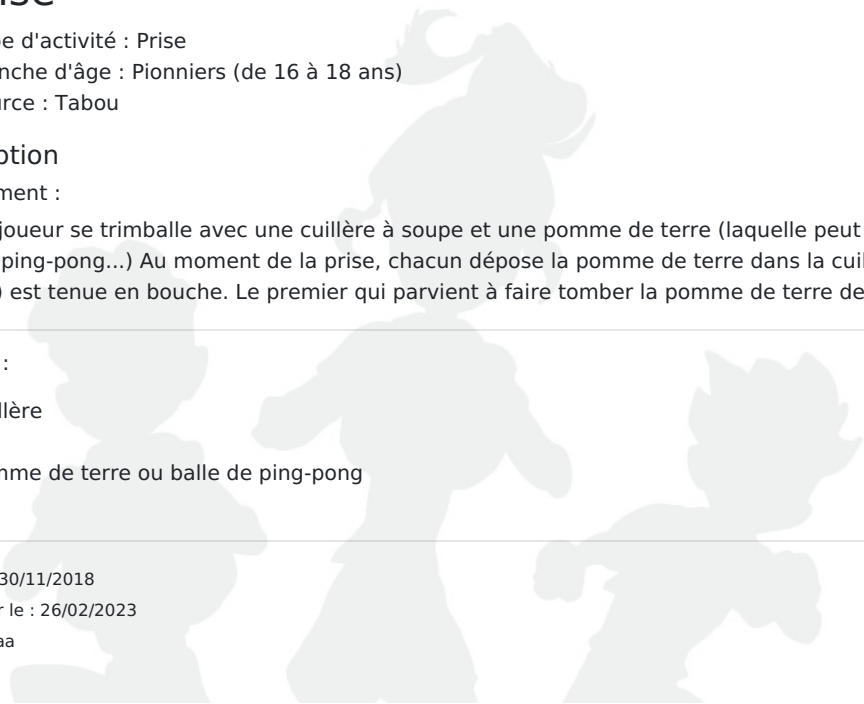 e d'activité : Prise
nche d'âge : Pionniers (de 16 à 18 ans)
rce : Tabou
ption
ment :
joueur se trimballe avec une cuillère à soupe et une pomme de terre (laquelle peut
ping-pong...) Au moment de la prise, chacun dépose la pomme de terre dans la cuil
) est tenue en bouche. Le premier qui parvient à faire tomber la pomme de terre de
:
llère
mme de terre ou balle de ping-pong
30/11/2018
r le : 26/02/2023
aa